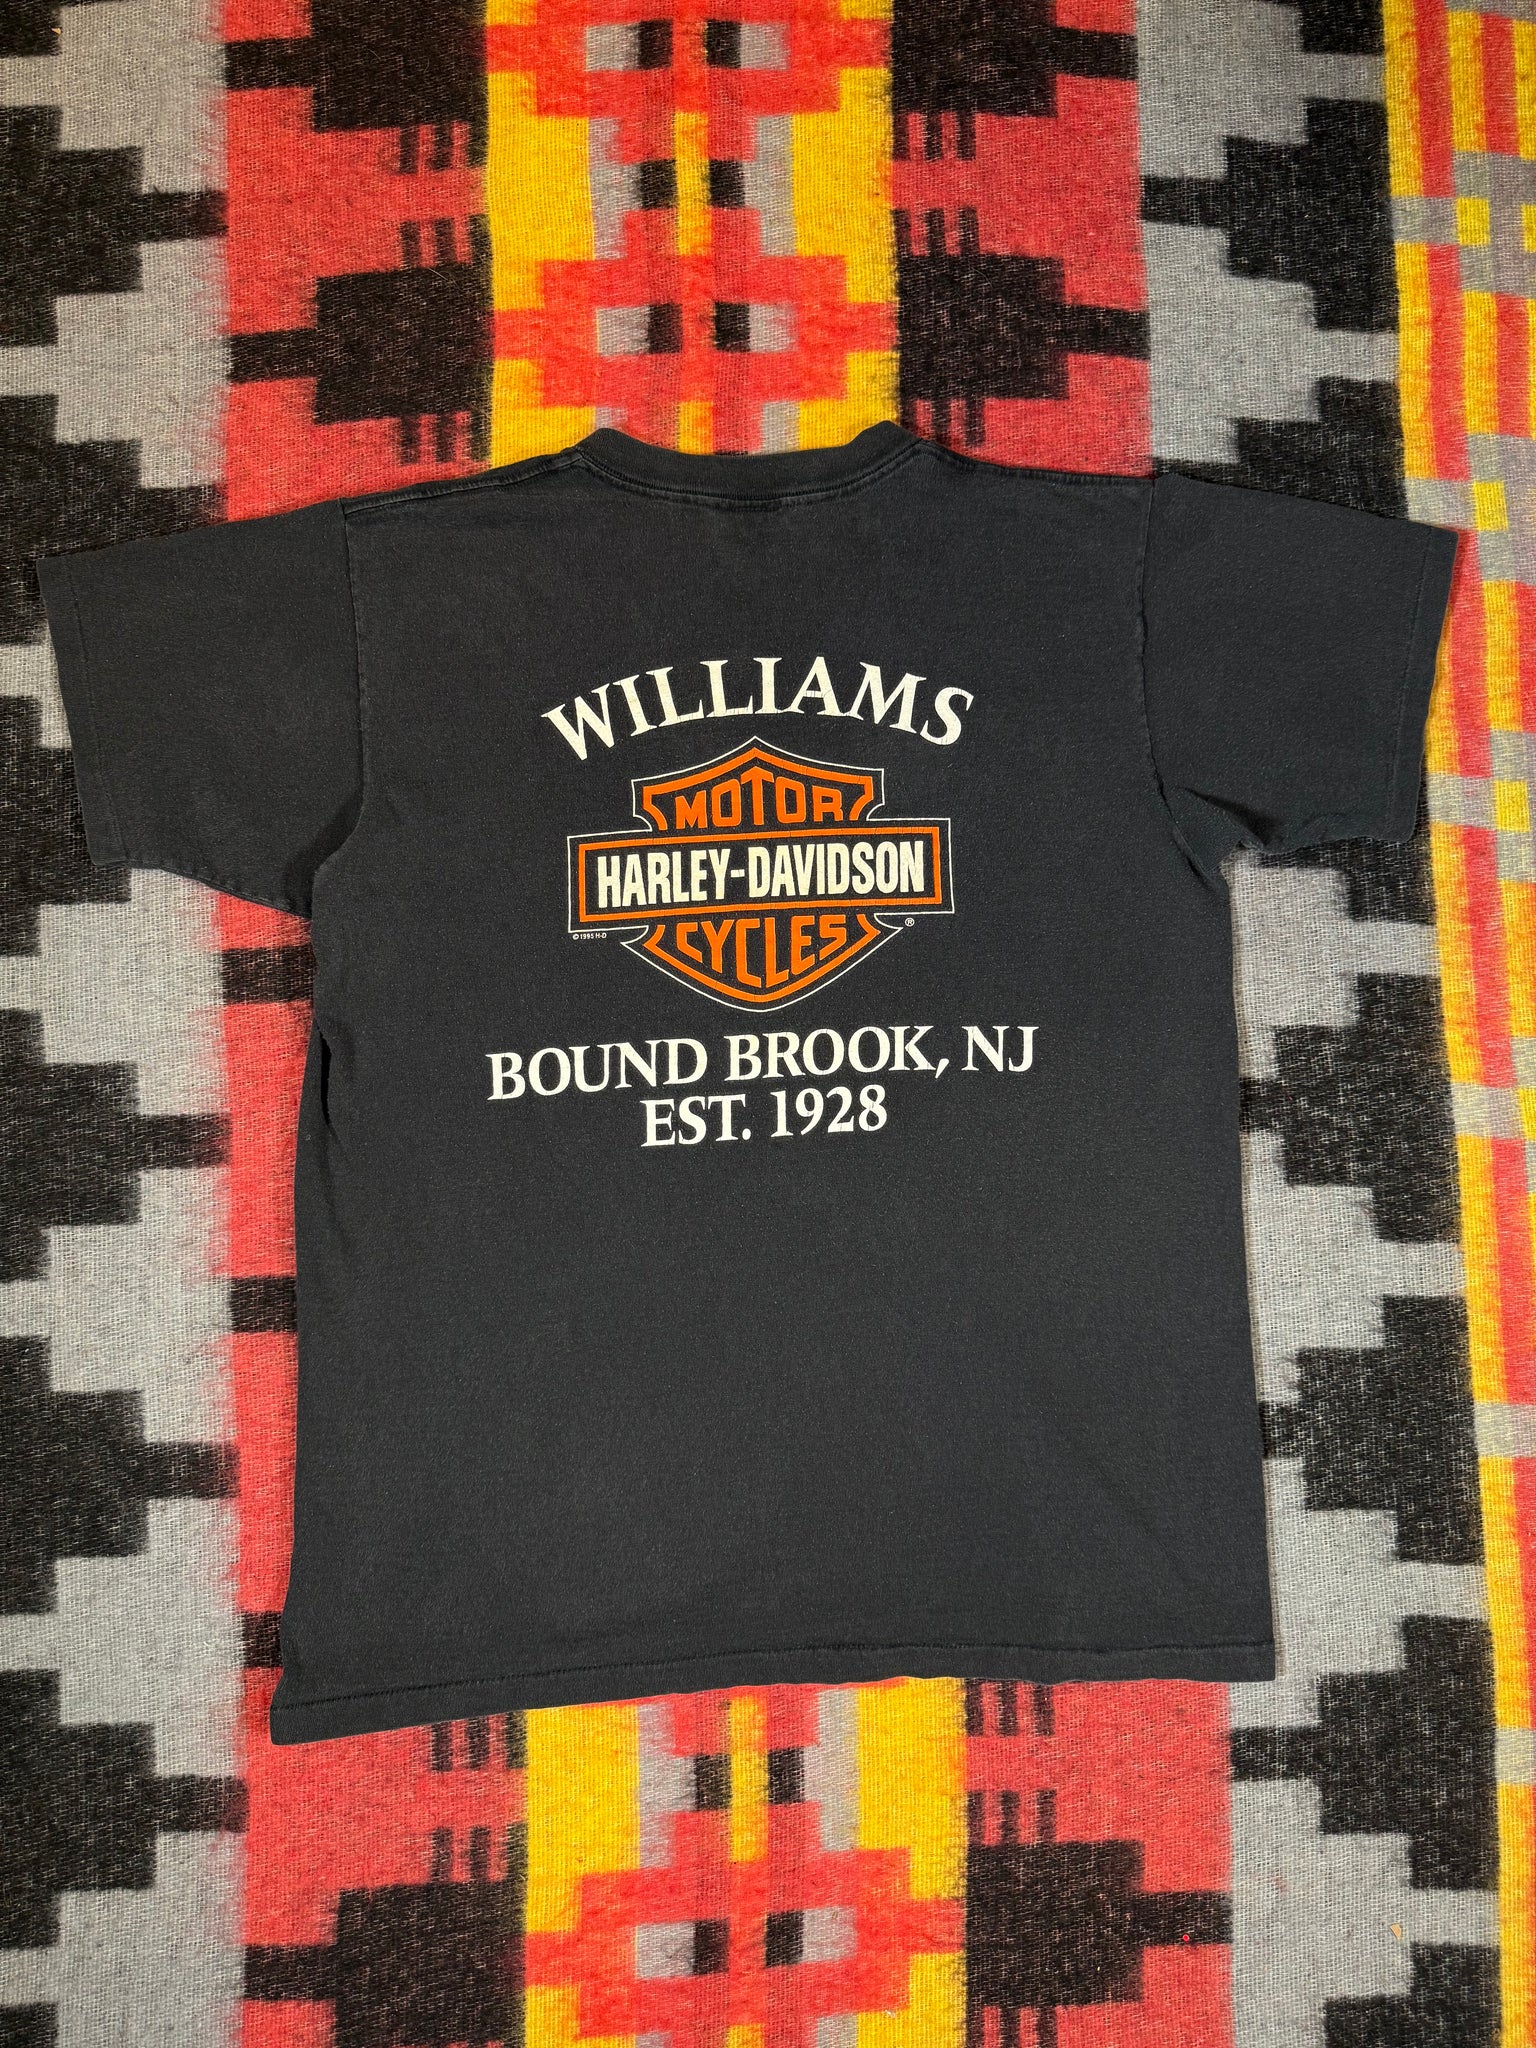 WILLIAMS
MOTOR
HARLEY-DAVIDSON
®
© 1995 H-D
CYCLES
BOUND BROOK, NJ
EST. 1928